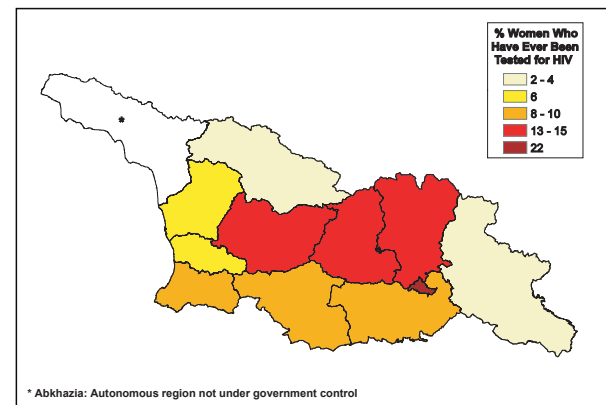 % Women Who
Have Ever Been
Tested for HIV
2 - 4
6
8 - 10
13 - 15
22
*
* Abkhazia: Autonomous region not under government control